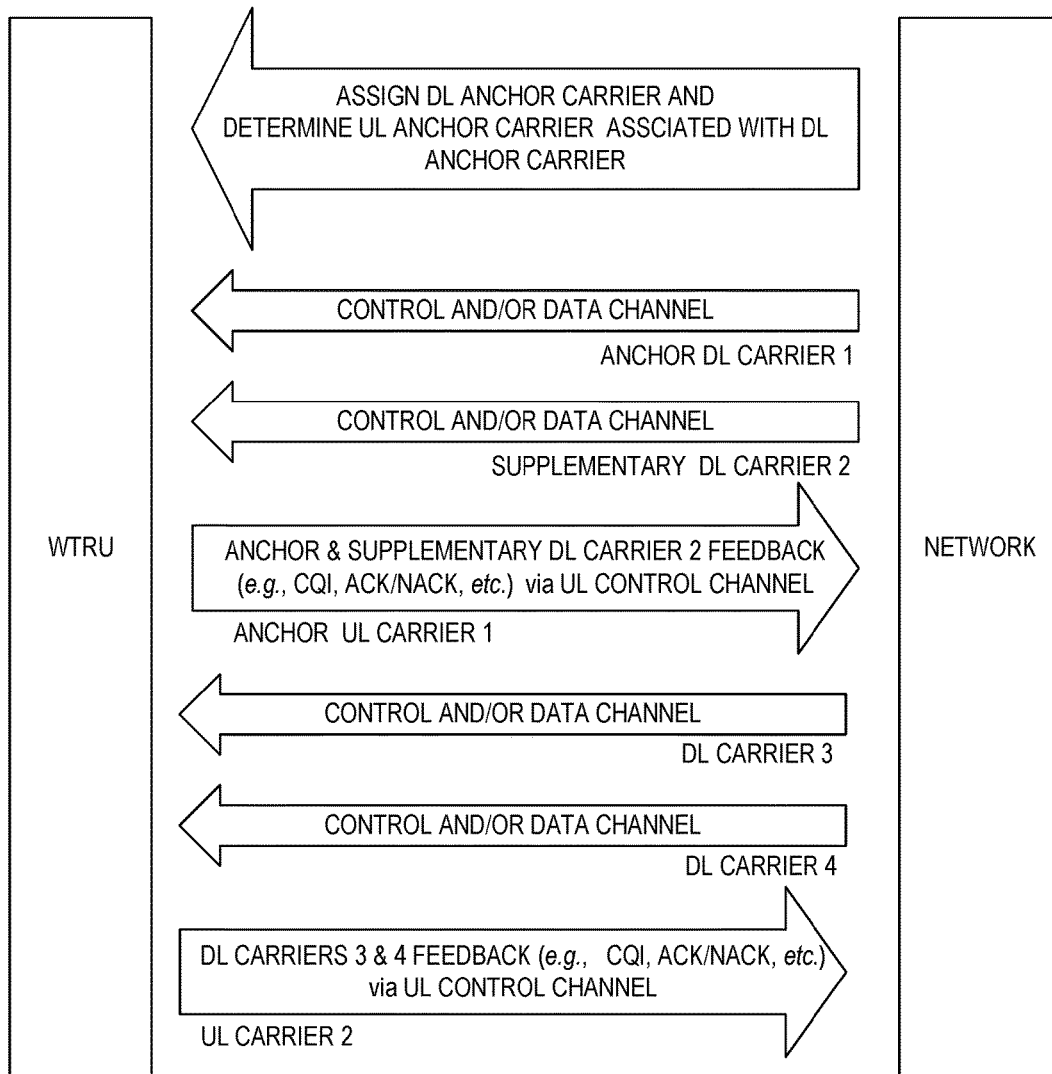 ASSIGN DL ANCHOR CARRIER AND
DETERMINE UL ANCHOR CARRIER ASSCIATED WITH DL
ANCHOR CARRIER
CONTROL AND/OR DATA CHANNEL
ANCHOR DL CARRIER 1
CONTROL AND/OR DATA CHANNEL
SUPPLEMENTARY DL CARRIER 2
WTRU
ANCHOR & SUPPLEMENTARY DL CARRIER 2 FEEDBACK
(e.g., CQI, ACK/NACK, etc.) via UL CONTROL CHANNEL
NETWORK
ANCHOR UL CARRIER 1
CONTROL AND/OR DATA CHANNEL
DL CARRIER 3
CONTROL AND/OR DATA CHANNEL
DL CARRIER 4
DL CARRIERS 3 & 4 FEEDBACK (e.g., CQI, ACK/NACK, etc.)
via UL CONTROL CHANNEL
UL CARRIER 2